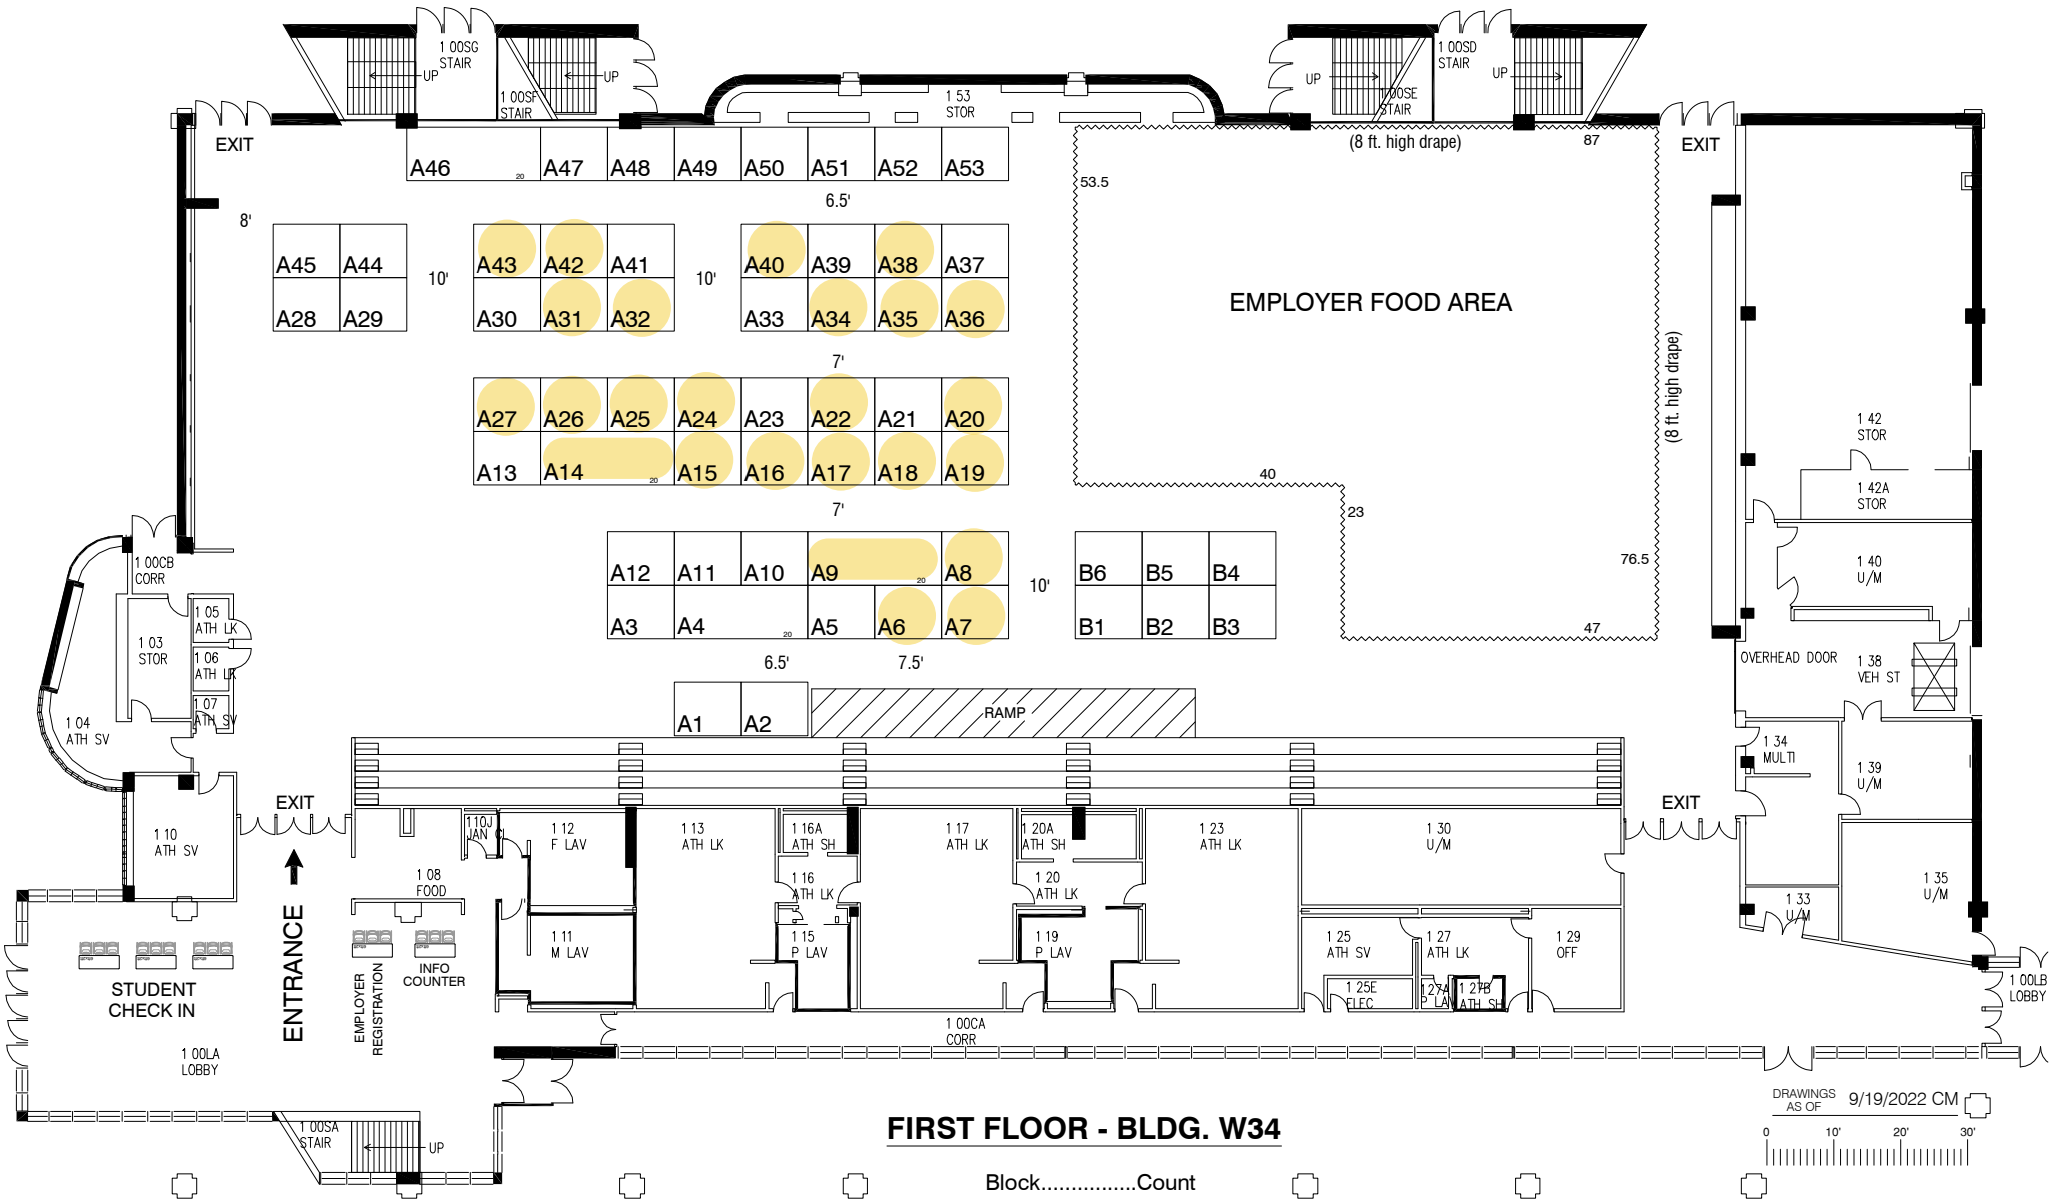 1 00SG
STAIR
UP
UP
1 00SF
STAIR
1 53
STOR
1 00SD
STAIR
UP
UP
1 00SE
STAIR
EXIT
(8 ft. high drape)
87
EXIT
A46
20
A47
A48
A49
A50
A51
A52
A53
53.5
6.5'
8'
A45
A44
10'
A43
A42
A41
10'
A40
A39
A38
A37
A28
A29
A30
A31
A32
A33
A34
A35
A36
EMPLOYER FOOD AREA
7'
(8 ft. high drape)
A27
A26
A25
A24
A23
A22
A21
A20
1 42
STOR
A13
A14
20
A15
A16
A17
A18
A19
40
1 42A
STOR
7'
23
A12
A11
A10
A9
20
A8
10'
B6
B5
B4
76.5
1 00CB
CORR
1 40
U/M
A3
A4
20
A5
A6
A7
B1
B2
B3
47
1 05
ATH LK
1 03
STOR
1 06
ATH LK
6.5'
7.5'
OVERHEAD DOOR
1 38
VEH ST
1 07
ATH SV
1 04
ATH SV
A1
A2
RAMP
1 34
MULTI
1 39
U/M
EXIT
EXIT
1 10
ATH SV
110J
JAN CL
1 12
F LAV
1 13
ATH LK
1 16A
ATH SH
1 17
ATH LK
1 20A
ATH SH
1 23
ATH LK
1 30
U/M
1 08
FOOD
1 16
ATH LK
1 20
ATH LK
1 35
U/M
1 33
U/M
ENTRANCE
1 11
M LAV
1 15
P LAV
1 19
P LAV
1 25
ATH SV
1 27
ATH LK
1 29
OFF
STUDENT
CHECK IN
EMPLOYER
REGISTRATION
INFO
COUNTER
1 25E
ELEC
127A
P LAV
1 27B
ATH SH
1 00LB
LOBBY
1 00LA
LOBBY
1 00CA
CORR
DRAWINGS
AS OF
9/19/2022 CM
1 00SA
STAIR
UP
FIRST FLOOR - BLDG. W34
0 10' 20' 30'
Block................Count